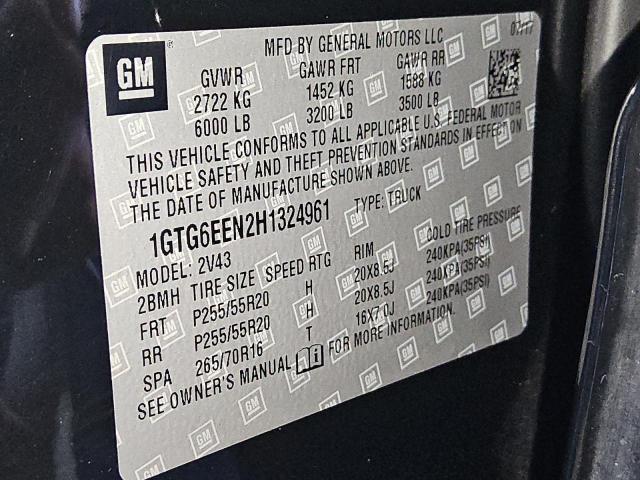 GM
MFD BY GENERAL MOTORS LLC 07/17
GVWR GAWR FRT GAWR RR
2722 KG 1452 KG 1588 KG
6000 LB 3200 LB 3500 LB
THIS VEHICLE CONFORMS TO ALL APPLICABLE U.S. FEDERAL MOTOR
VEHICLE SAFETY AND THEFT PREVENTION STANDARDS IN EFFECT ON
THE DATE OF MANUFACTURE SHOWN ABOVE.
1GTG6EEN2H1324961 TYPE: TRUCK
MODEL: 2V43
2BMH TIRE SIZE SPEED RTG RIM COLD TIRE PRESSURE
FRT P255/55R20 H 20X8.5J 240KPA(35PSI)
RR P255/55R20 H 20X8.5J 240KPA(35PSI)
SPA 265/70R16 T 16X7.0J 240KPA(35PSI)
SEE OWNER'S MANUAL FOR MORE INFORMATION.